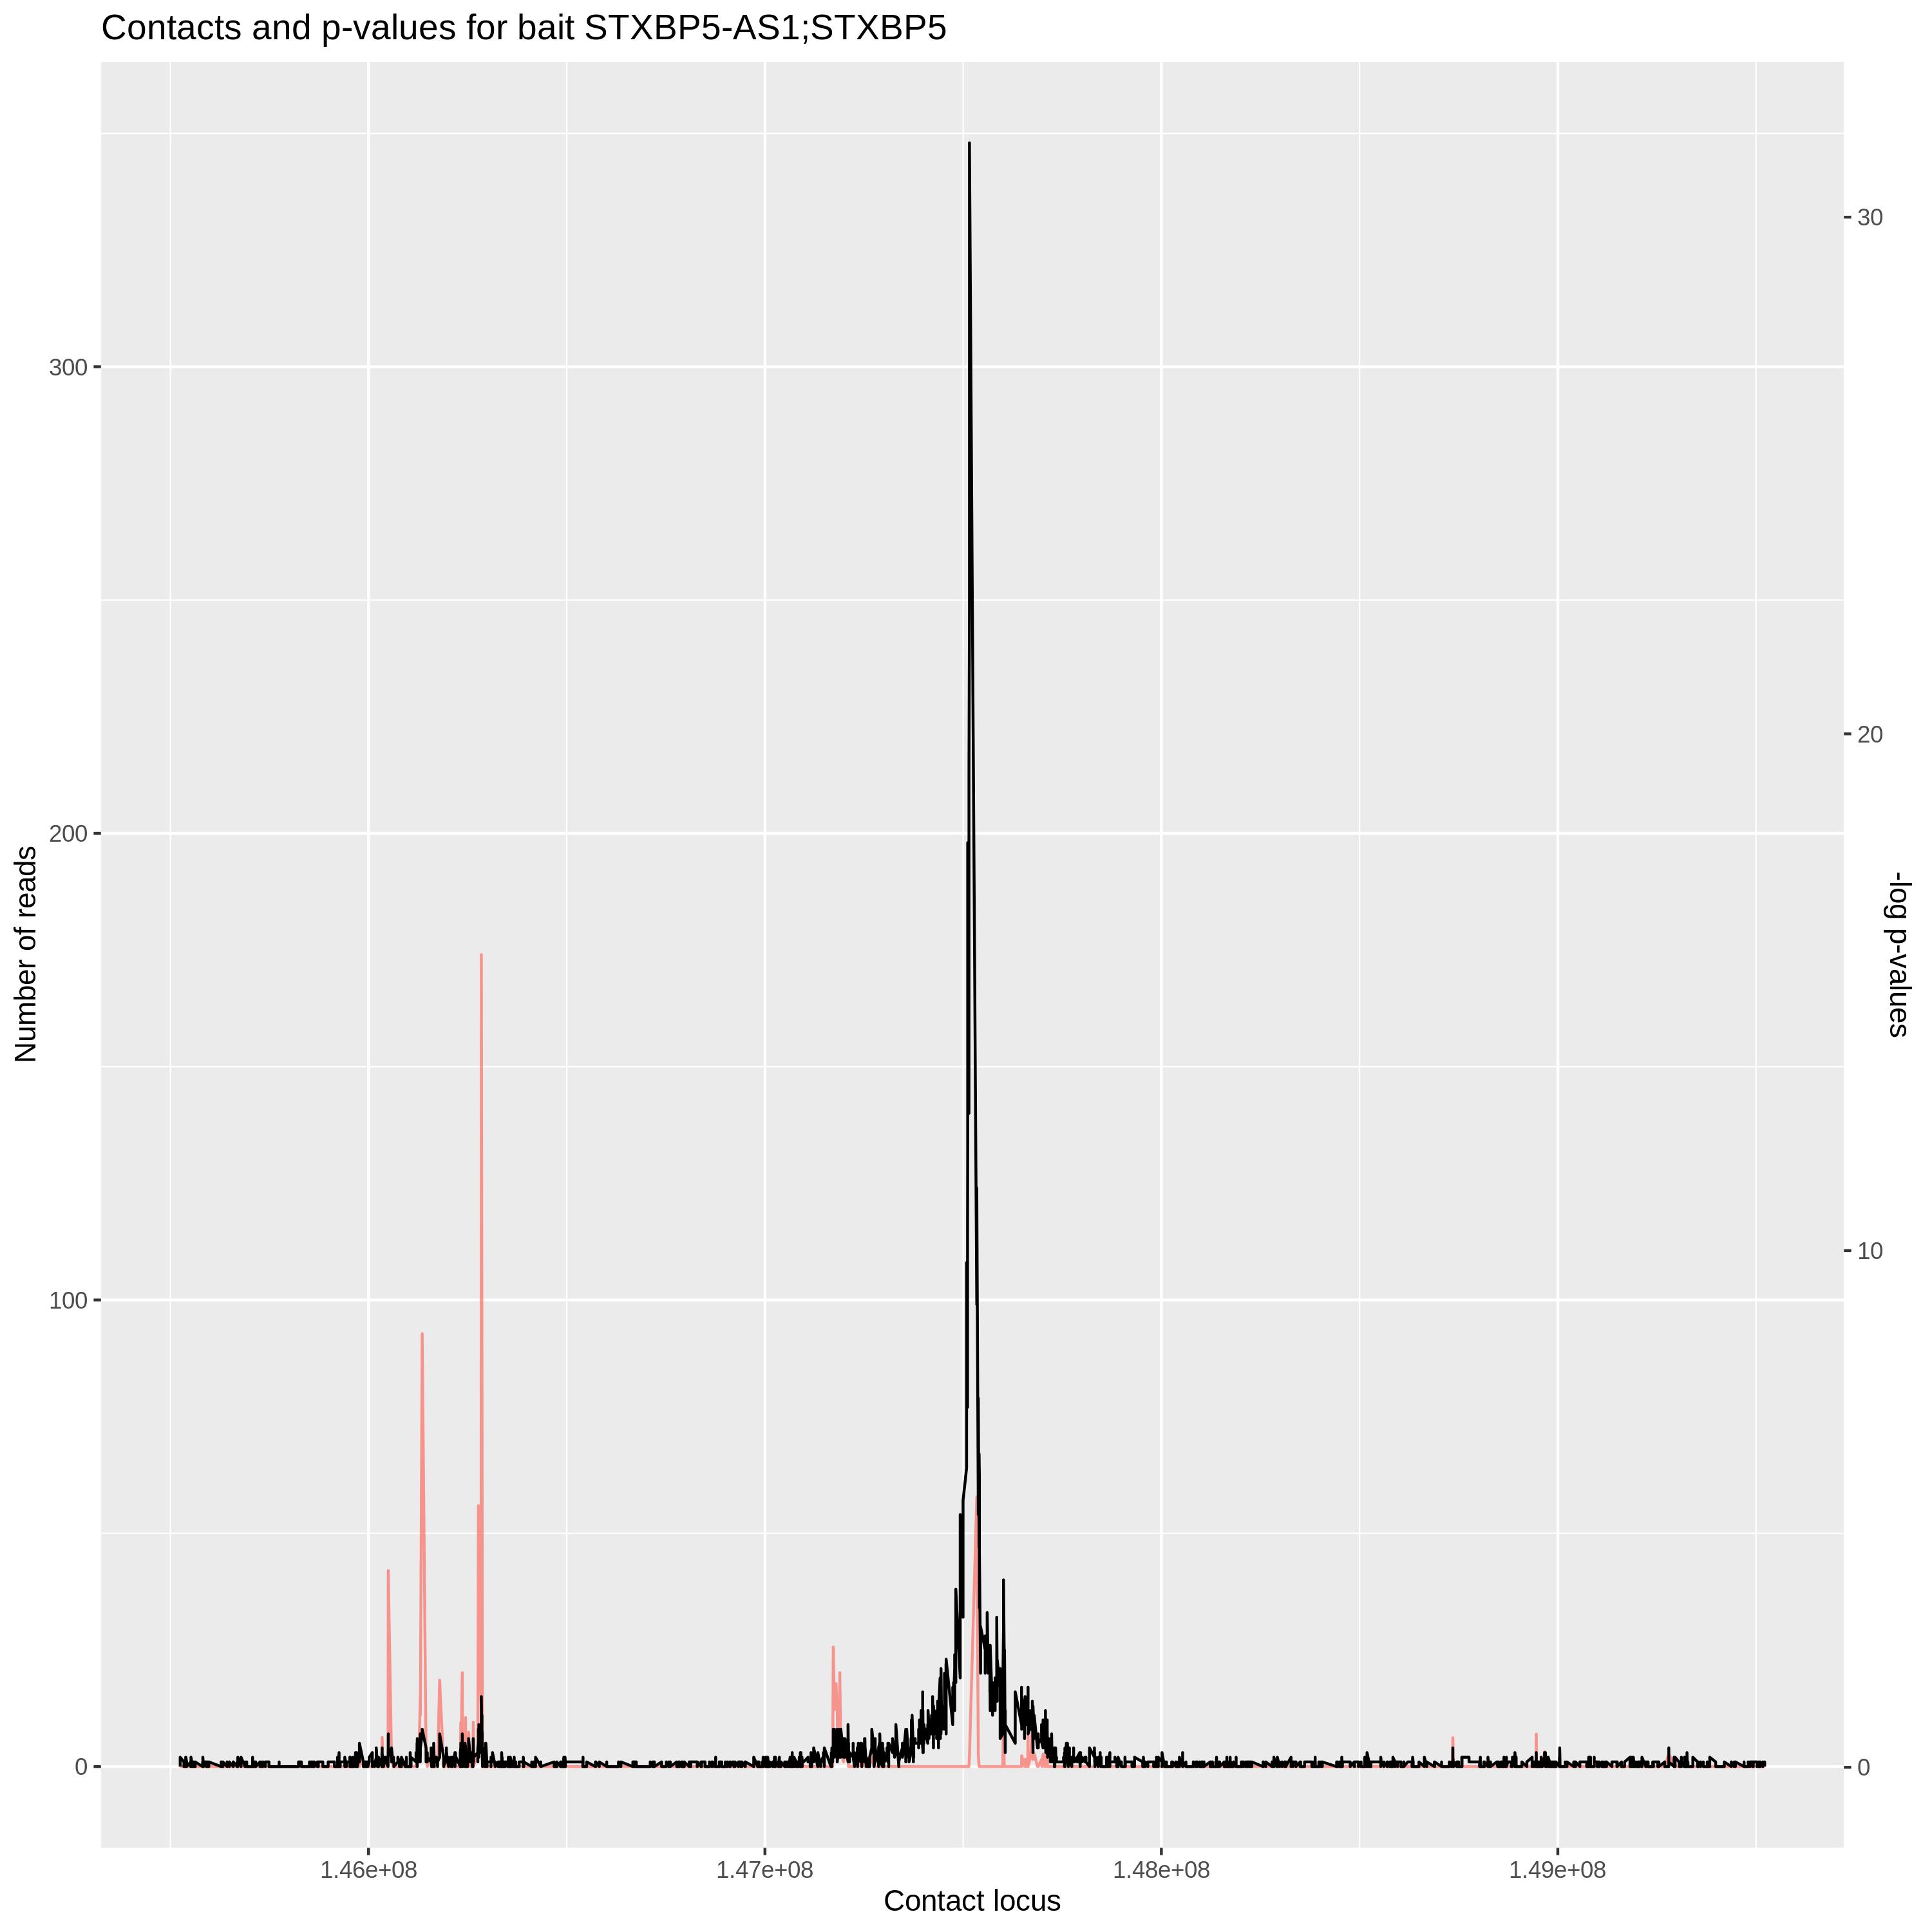 Contacts and p-values for bait STXBP5-AS1;STXBP5
Number of reads
300
200
100
0
30
20
10
0
-log p-values
1.46e+08
1.47e+08
1.48e+08
1.49e+08
Contact locus